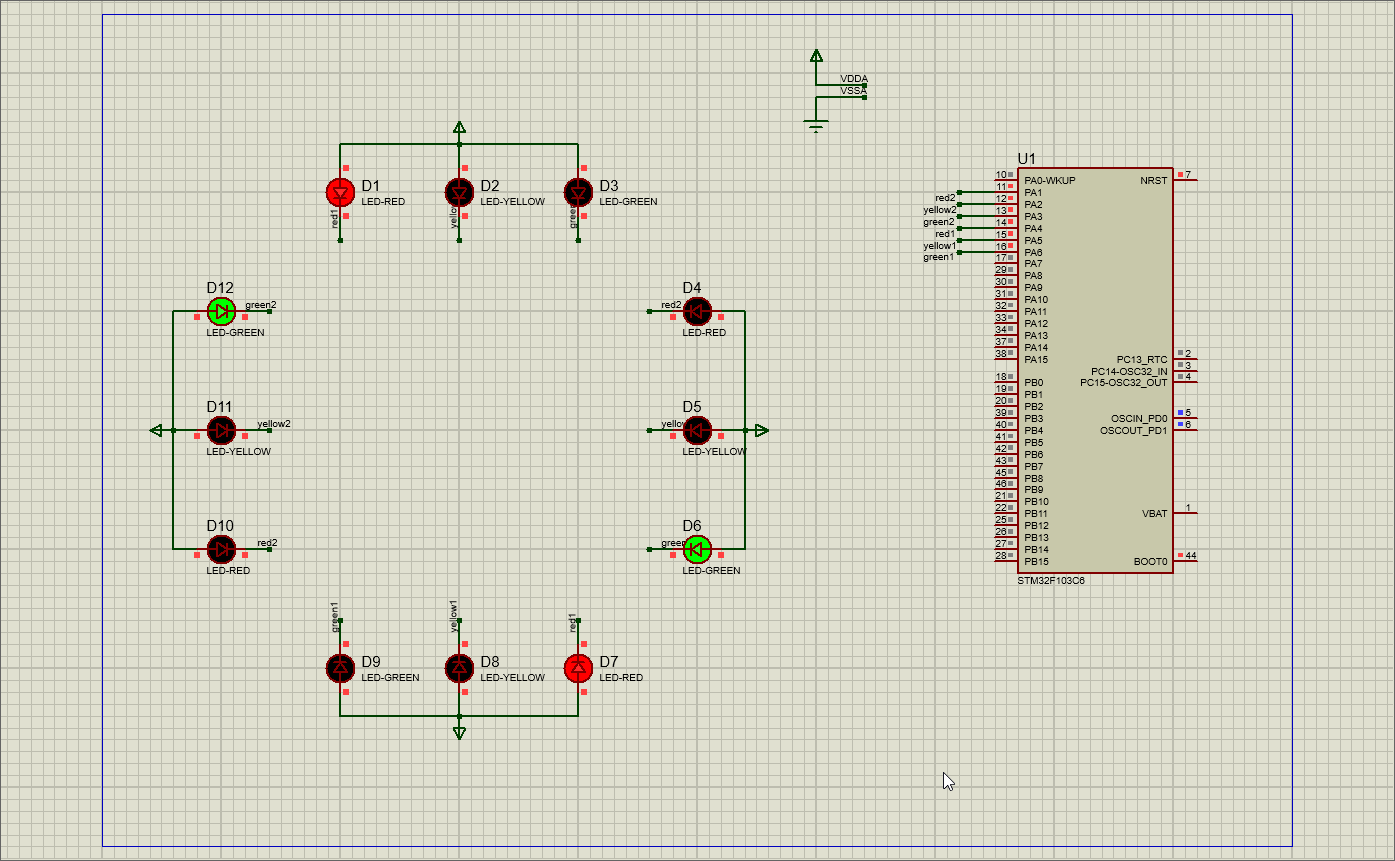 VDDA
VSSA
D1
LED-RED
red1
D2
LED-YELLOW
D3
LED-GREEN
D12
green2
LED-GREEN
D11
yellow2
LED-YELLOW
D10
red2
LED-RED
D4
red2
LED-RED
D5
LED-YELLOW
D6
LED-GREEN
green1
D9
LED-GREEN
yellow1
D8
LED-YELLOW
red1
D7
LED-RED
U1
red2
yellow2
green2
red1
yellow1
green1
10 PA0-WKUP
11 PA1
12 PA2
13 PA3
14 PA4
15 PA5
16 PA6
17 PA7
29 PA8
30 PA9
31 PA10
32 PA11
33 PA12
34 PA13
37 PA14
38 PA15
18 PB0
19 PB1
20 PB2
39 PB3
40 PB4
41 PB5
42 PB6
43 PB7
45 PB8
46 PB9
21 PB10
22 PB11
25 PB12
26 PB13
27 PB14
28 PB15
NRST 7
PC13_RTC 2
PC14-OSC32_IN 3
PC15-OSC32_OUT 4
OSCIN_PD0 5
OSCOUT_PD1 6
VBAT 1
BOOT0 44
STM32F103C6